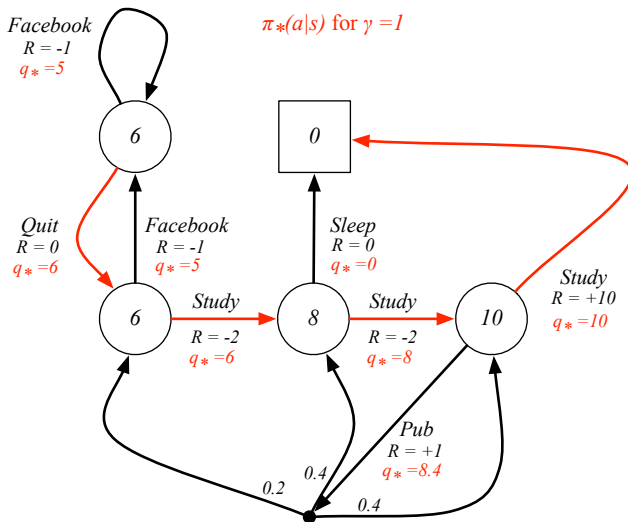 Facebook
R = -1
q* =5
π*(a|s) for γ =1
6
0
Quit
R = 0
q* =6
Facebook
R = -1
q* =5
Sleep
R = 0
q* =0
Study
R = +10
q* =10
6
Study
R = -2
q* =6
8
Study
R = -2
q* =8
10
Pub
R = +1
q* =8.4
0.2
0.4
0.4